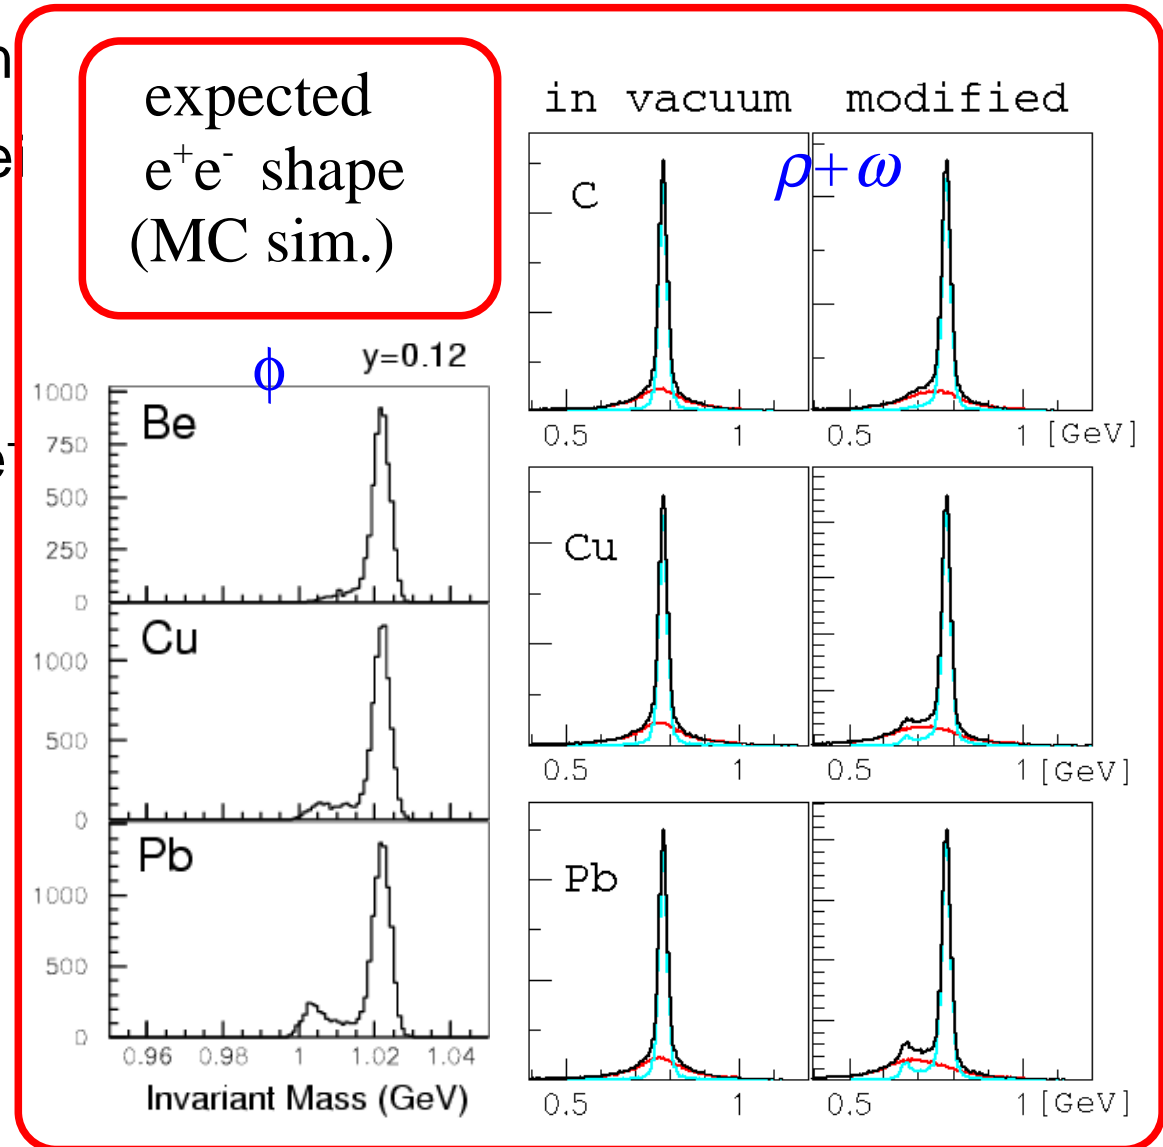 n
ei
e
expected
e⁺e⁻ shape
(MC sim.)
in vacuum modified
ρ+ω
C
0.5 1 0.5 1 [GeV]
Cu
0.5 1 0.5 1 [GeV]
Pb
0.5 1 0.5 1 [GeV]
ϕ y=0.12
Be
1000
750
500
250
0
Cu
1000
500
0
Pb
1000
500
0
0.96 0.98 1 1.02 1.04
Invariant Mass (GeV)